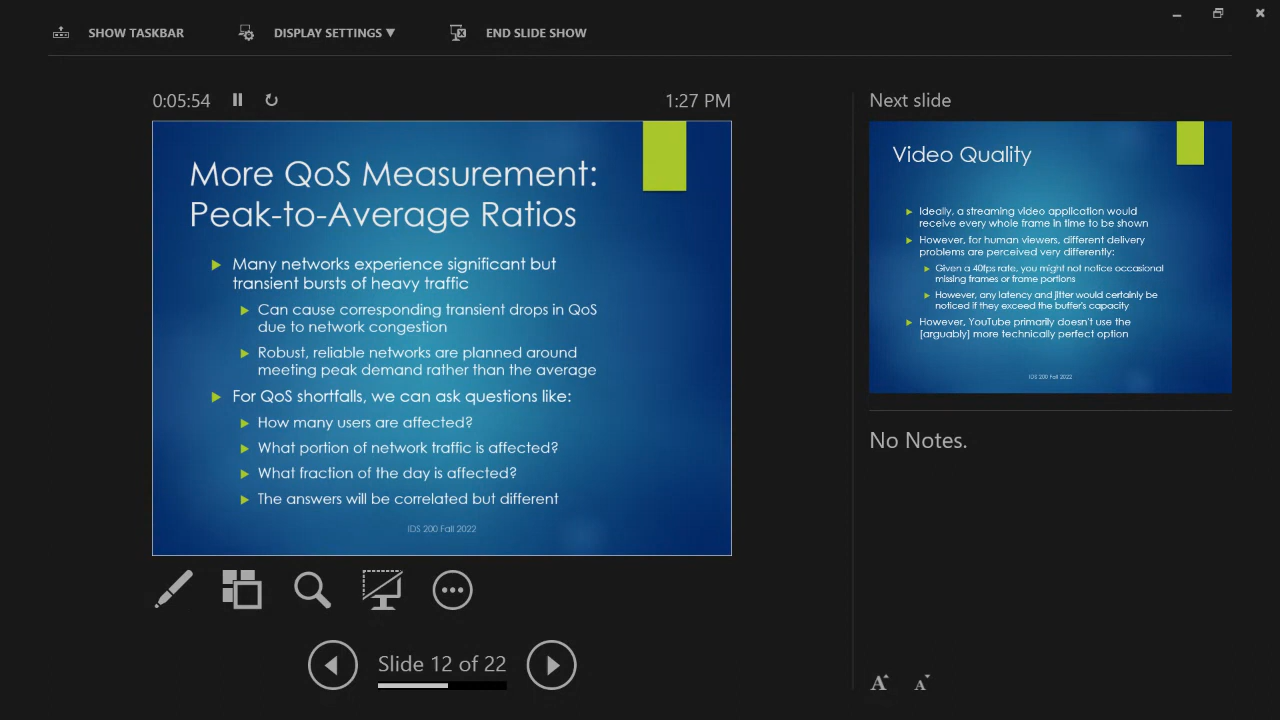 SHOW TASKBAR
DISPLAY SETTINGS ▼
END SLIDE SHOW
0:05:54
1:27 PM
More QoS Measurement:
Peak-to-Average Ratios
Many networks experience significant but
transient bursts of heavy traffic
Can cause corresponding transient drops in QoS
due to network congestion
Robust, reliable networks are planned around
meeting peak demand rather than the average
For QoS shortfalls, we can ask questions like:
How many users are affected?
What portion of network traffic is affected?
What fraction of the day is affected?
The answers will be correlated but different
IDS 200 Fall 2022
Slide 12 of 22
Next slide
Video Quality
Ideally, a streaming video application would
receive every whole frame in time to be shown
However, for human viewers, different delivery
problems are perceived very differently:
Given a 40fps rate, you might not notice occasional
missing frames or frame portions
However, any latency and jitter would certainly be
noticed if they exceed the buffer's capacity
However, YouTube primarily doesn't use the
[arguably] more technically perfect option
IDS 200 Fall 2022
No Notes.
A A